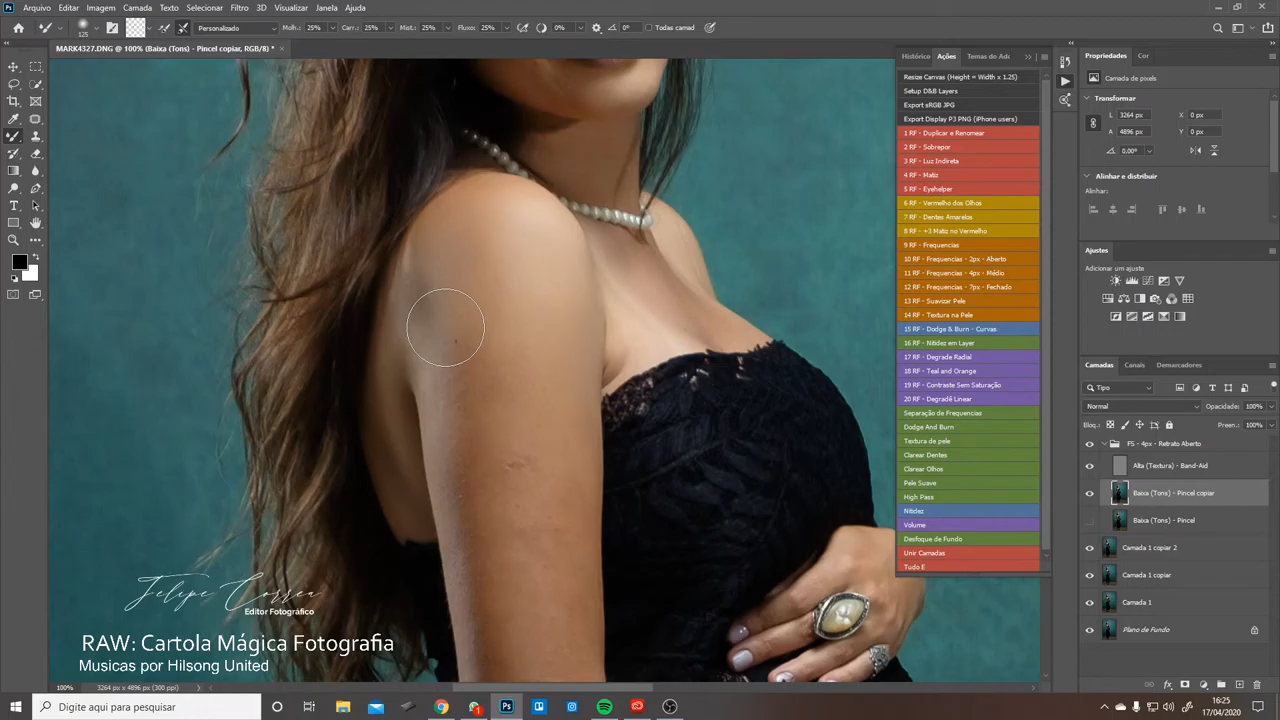 Arquivo Editar Imagem Camada Texto Selecionar Filtro 3D Visualizar Janela Ajuda
125 Personalizado Molh.: 25% Carr.: 25% Mist.: 25% Fluxo: 25% 0% 0° Todas camad
MARK4327.DNG @ 100% (Baixa (Tons) - Pincel copiar, RGB/8) *
Histórico Ações Temas do Ado
Resize Canvas (Height = Width x 1.25)
Setup D&B Layers
Export sRGB JPG
Export Display P3 PNG (iPhone users)
1 RF - Duplicar e Renomear
2 RF - Sobrepor
3 RF - Luz Indireta
4 RF - Matiz
5 RF - Eyehelper
6 RF - Vermelho dos Olhos
7 RF - Dentes Amarelos
8 RF - +3 Matiz no Vermelho
9 RF - Frequencias
10 RF - Frequencias - 2px - Aberto
11 RF - Frequencias - 4px - Médio
12 RF - Frequencias - 7px - Fechado
13 RF - Suavizar Pele
14 RF - Textura na Pele
15 RF - Dodge & Burn - Curvas
16 RF - Nitidez em Layer
17 RF - Degrade Radial
18 RF - Teal and Orange
19 RF - Contraste Sem Saturação
20 RF - Degradê Linear
Separação de Frequencias
Dodge And Burn
Textura de pele
Clarear Dentes
Clarear Olhos
Pele Suave
High Pass
Nitidez
Volume
Desfoque de Fundo
Unir Camadas
Tudo E
Propriedades Cor
Camada de pixels
Transformar
L 3264 px X 0 px
A 4896 px Y 0 px
0,00°
Alinhar e distribuir
Alinhar:
Ajustes
Adicionar um ajuste
Camadas Canais Demarcadores
Tipo
Normal Opacidade: 100%
Bloq.: Preen.: 100%
F5 - 4px - Retrato Aberto
Alta (Textura) - Band-Aid
Baixa (Tons) - Pincel copiar
Baixa (Tons) - Pincel
Camada 1 copiar 2
Camada 1 copiar
Camada 1
Plano de Fundo
Felipe Correa
Editor Fotográfico
RAW: Cartola Mágica Fotografia
Musicas por Hilsong United
100% 3264 px x 4896 px (300 ppi)
Digite aqui para pesquisar
16:25
17/04/2020